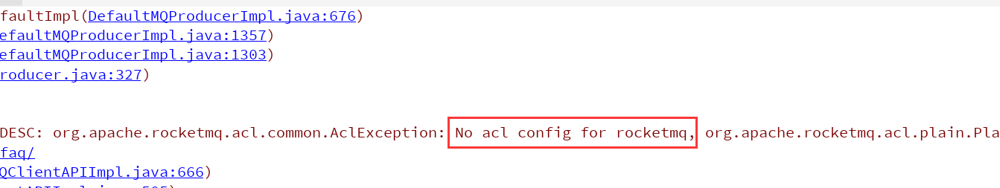 faultImpl(DefaultMQProducerImpl.java:676)
efaultMQProducerImpl.java:1357)
efaultMQProducerImpl.java:1303)
roducer.java:327)
DESC: org.apache.rocketmq.acl.common.AclException: No acl config for rocketmq, org.apache.rocketmq.acl.plain.Pla
faq/
QClientAPIImpl.java:666)